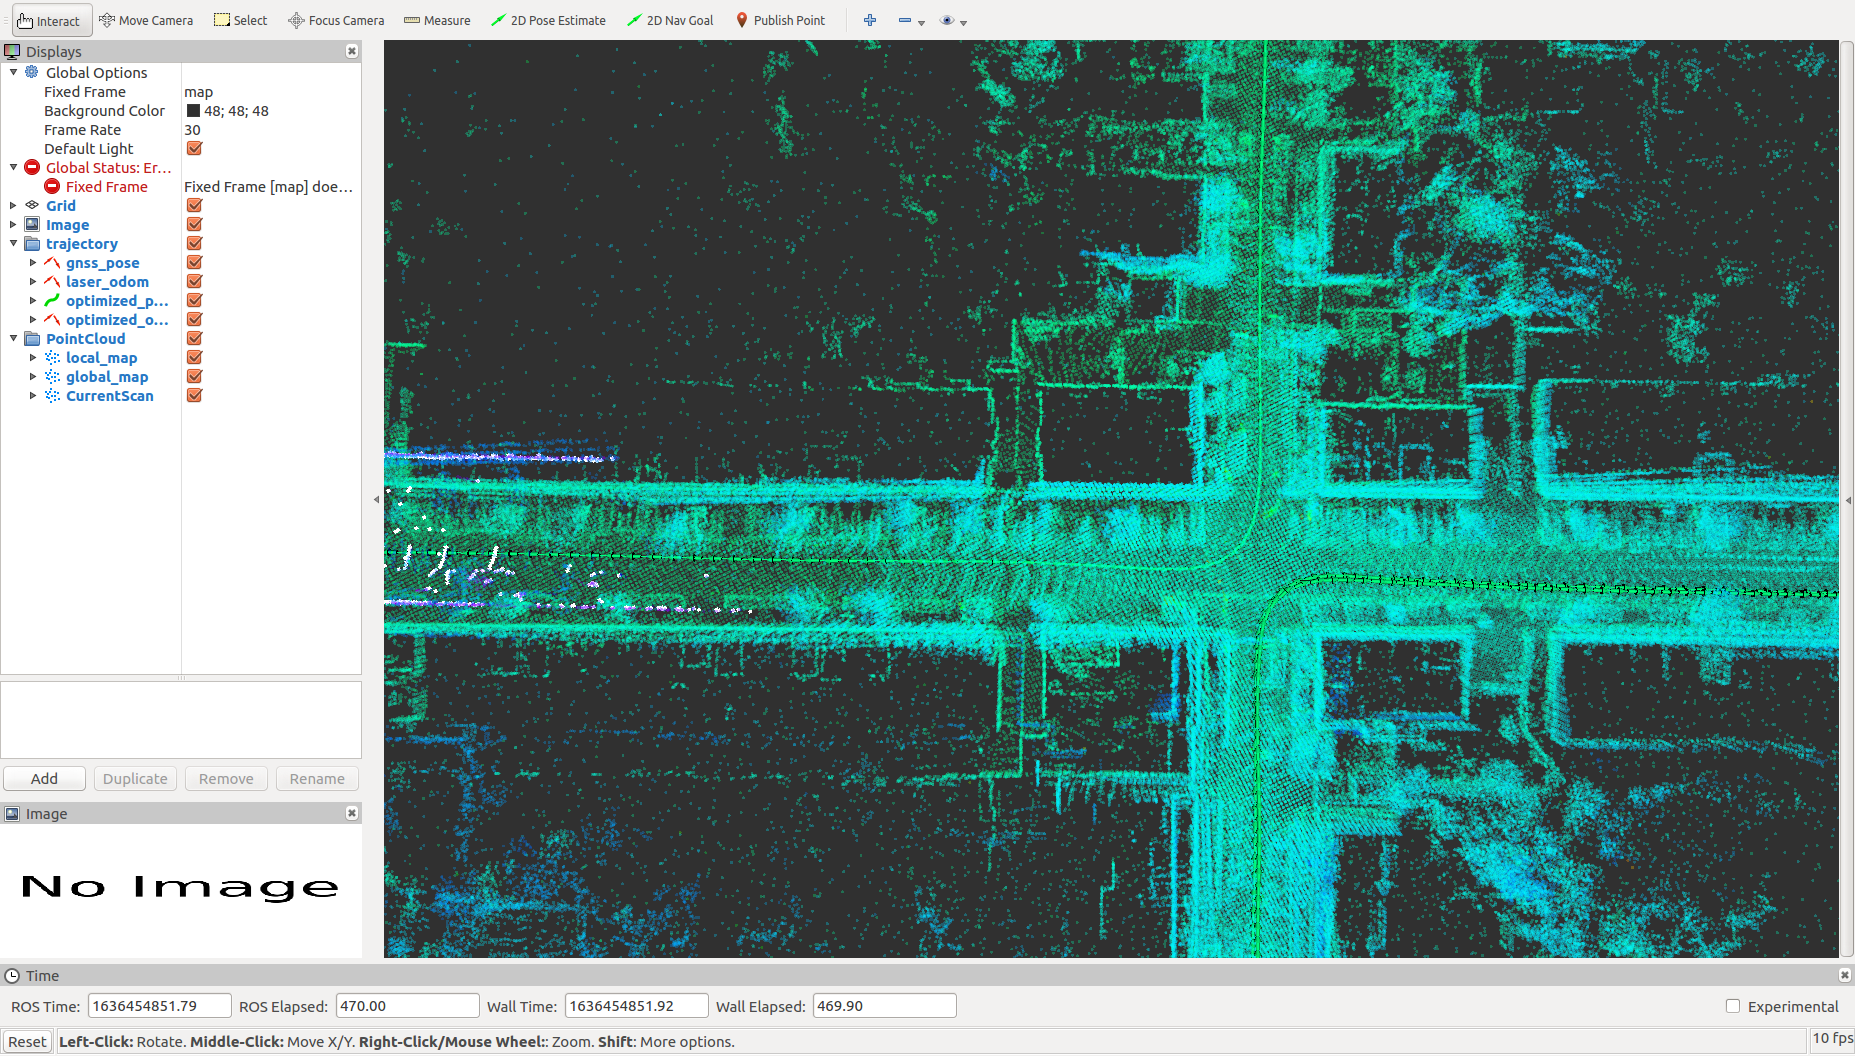 Interact Move Camera Select Focus Camera Measure 2D Pose Estimate 2D Nav Goal Publish Point
Displays
Global Options
Fixed Frame map
Background Color 48; 48; 48
Frame Rate 30
Default Light
Global Status: Er...
Fixed Frame Fixed Frame [map] doe...
Grid
Image
trajectory
gnss_pose
laser_odom
optimized_p...
optimized_o...
PointCloud
local_map
global_map
CurrentScan
Add Duplicate Remove Rename
Image
No Image
Time
ROS Time: 1636454851.79 ROS Elapsed: 470.00 Wall Time: 1636454851.92 Wall Elapsed: 469.90 Experimental
Reset Left-Click: Rotate. Middle-Click: Move X/Y. Right-Click/Mouse Wheel:: Zoom. Shift: More options. 10 fps